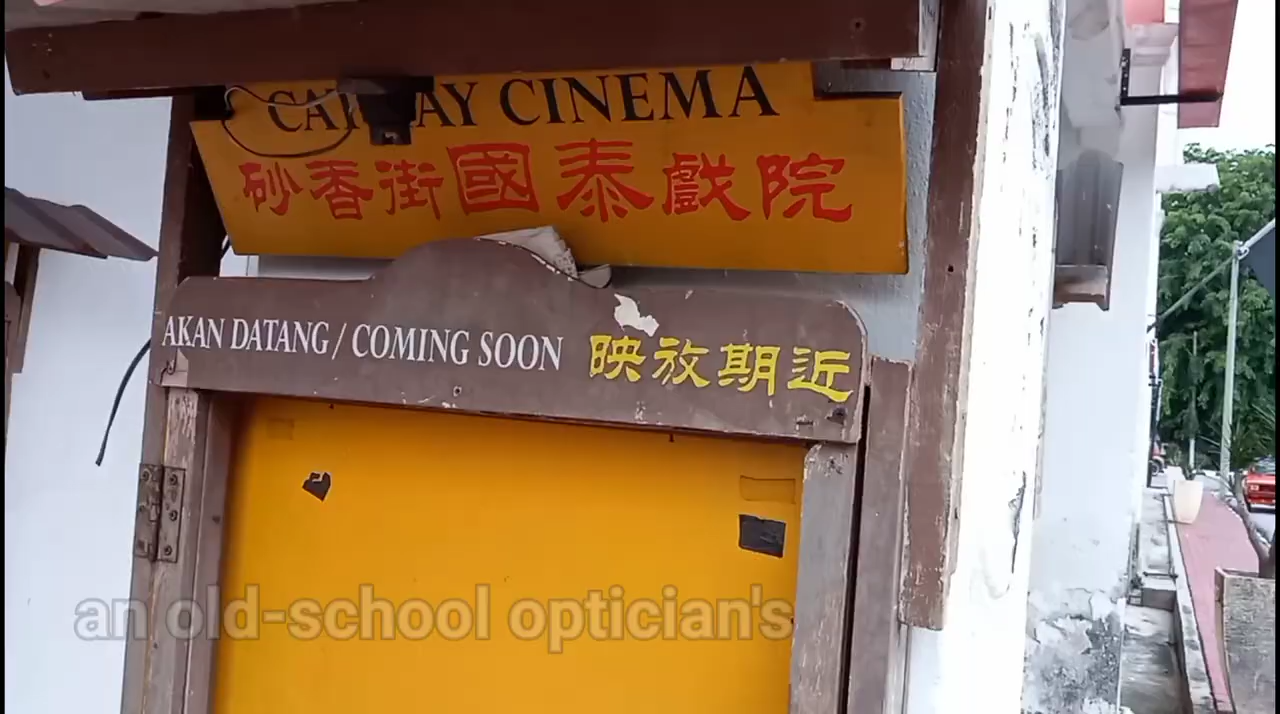 CINEMA
砂香街國泰戲院
AKAN DATANG / COMING SOON 映放期近
an old-school optician's